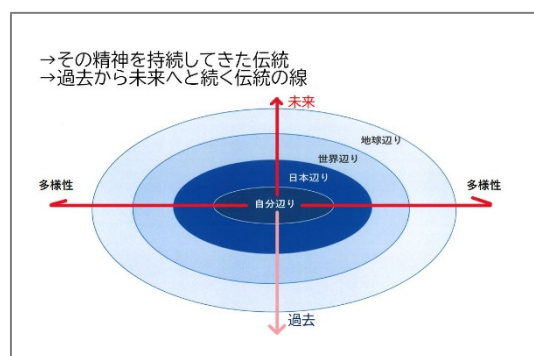 →その精神を持続してきた伝統
→過去から未来へと続く伝統の線
未来
地球辺り
世界辺り
日本辺り
多様性
多様性
自分辺り
過去